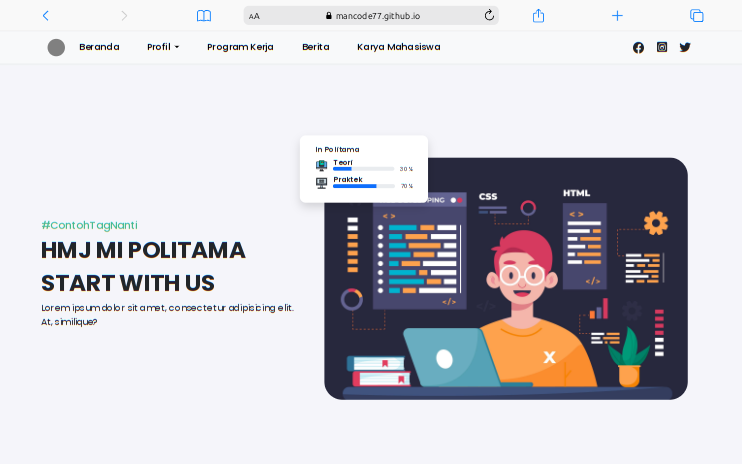 AA mancode77.github.io
Beranda Profil Program Kerja Berita Karya Mahasiswa
In Politama
Teori
30%
Praktek
70%
PING
CSS
HTML
< >
< >
</>
</>
</>
X
#ContohTagNanti
HMJ MI POLITAMA
START WITH US
Lorem ipsum dolor sit amet, consectetur adipisicing elit.
At, similique?